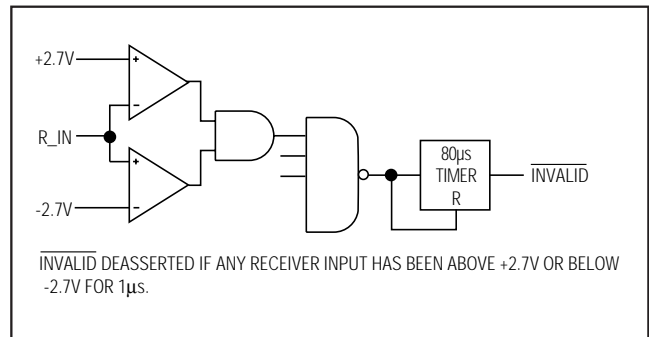 +2.7V
+
-
R_IN
+
-
-2.7V
80µs
TIMER
R
INVALID
INVALID DEASSERTED IF ANY RECEIVER INPUT HAS BEEN ABOVE +2.7V OR BELOW
-2.7V FOR 1µs.